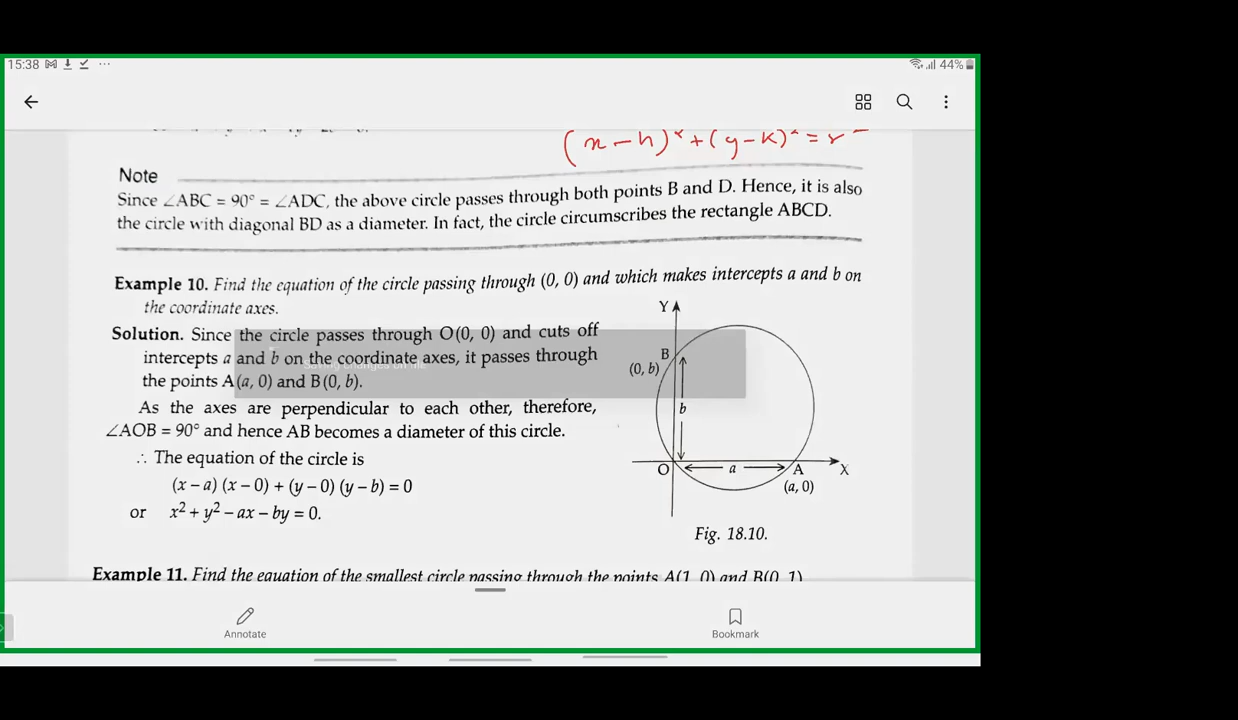 15:38
44%
(x-h)² + (y-k)² = r²
Note
Since ∠ABC = 90° = ∠ADC, the above circle passes through both points B and D. Hence, it is also
the circle with diagonal BD as a diameter. In fact, the circle circumscribes the rectangle ABCD.
Example 10. Find the equation of the circle passing through (0, 0) and which makes intercepts a and b on
the coordinate axes.
Solution. Since the circle passes through O(0, 0) and cuts off
intercepts a and b on the coordinate axes, it passes through
the points A(a, 0) and B(0, b).
As the axes are perpendicular to each other, therefore,
∠AOB = 90° and hence AB becomes a diameter of this circle.
∴ The equation of the circle is
(x – a) (x – 0) + (y – 0) (y – b) = 0
or x² + y² – ax – by = 0.
Saving changes on the
Y
B
(0, b)
b
O
a
A
X
(a, 0)
Fig. 18.10.
Example 11. Find the equation of the smallest circle passing through the points A(1, 0) and B(0, 1)
Annotate
Bookmark